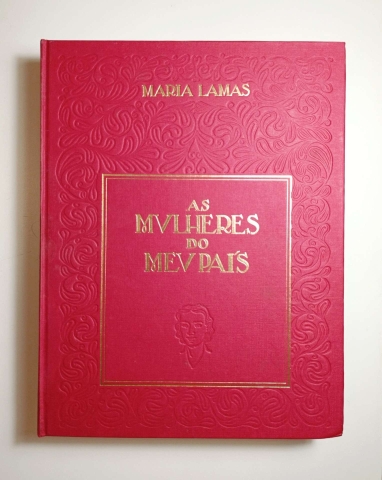 MARIA LAMAS
AS
MVLHERES
DO
MEV PAÍS